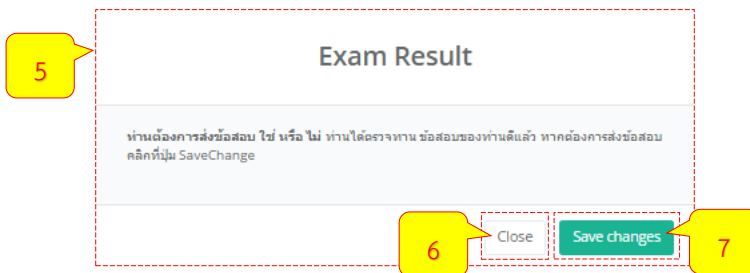 5
Exam Result
ท่านต้องการส่งข้อสอบ ใช่ หรือ ไม่ ท่านได้ตรวจทาน ข้อสอบของท่านดีแล้ว หากต้องการส่งข้อสอบ
คลิกที่ปุ่ม SaveChange
6
Close
Save changes
7